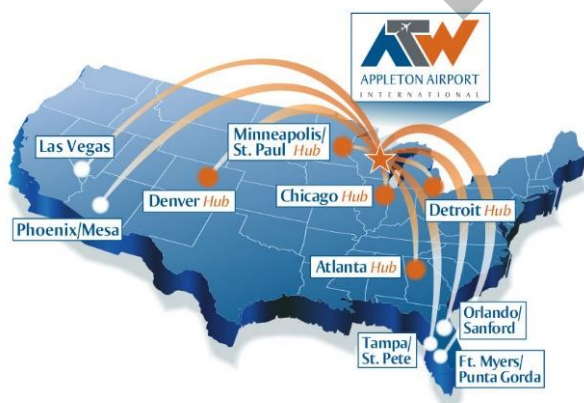 ATW
APPLETON AIRPORT
INTERNATIONAL
Minneapolis/
St. Paul Hub
Las Vegas
Denver Hub
Chicago Hub
Detroit Hub
Phoenix/Mesa
Atlanta Hub
Orlando/
Sanford
Tampa/
St. Pete
Ft. Myers/
Punta Gorda